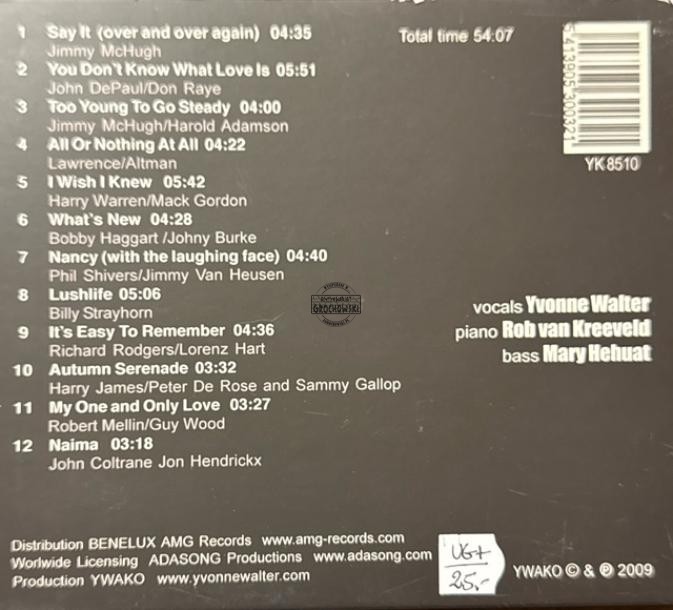 1 Say It (over and over again) 04:35
Jimmy McHugh
2 You Don't Know What Love Is 05:51
John DePaul/Don Raye
3 Too Young To Go Steady 04:00
Jimmy McHugh/Harold Adamson
4 All Or Nothing At All 04:22
Lawrence/Altman
5 I Wish I Knew 05:42
Harry Warren/Mack Gordon
6 What's New 04:28
Bobby Haggart /Johny Burke
7 Nancy (with the laughing face) 04:40
Phil Shivers/Jimmy Van Heusen
8 Lushlife 05:06
Billy Strayhorn
9 It's Easy To Remember 04:36
Richard Rodgers/Lorenz Hart
10 Autumn Serenade 03:32
Harry James/Peter De Rose and Sammy Gallop
11 My One and Only Love 03:27
Robert Mellin/Guy Wood
12 Naima 03:18
John Coltrane Jon Hendrickx
Total time 54:07
5 413905 300321
YK 8510
GROCHOWSKI
vocals Yvonne Walter
piano Rob van Kreeveld
bass Mary Hehuat
Distribution BENELUX AMG Records www.amg-records.com
Worlwide Licensing ADASONG Productions www.adasong.com
Production YWAKO www.yvonnewalter.com
VG+
25,-
YWAKO © & ℗ 2009